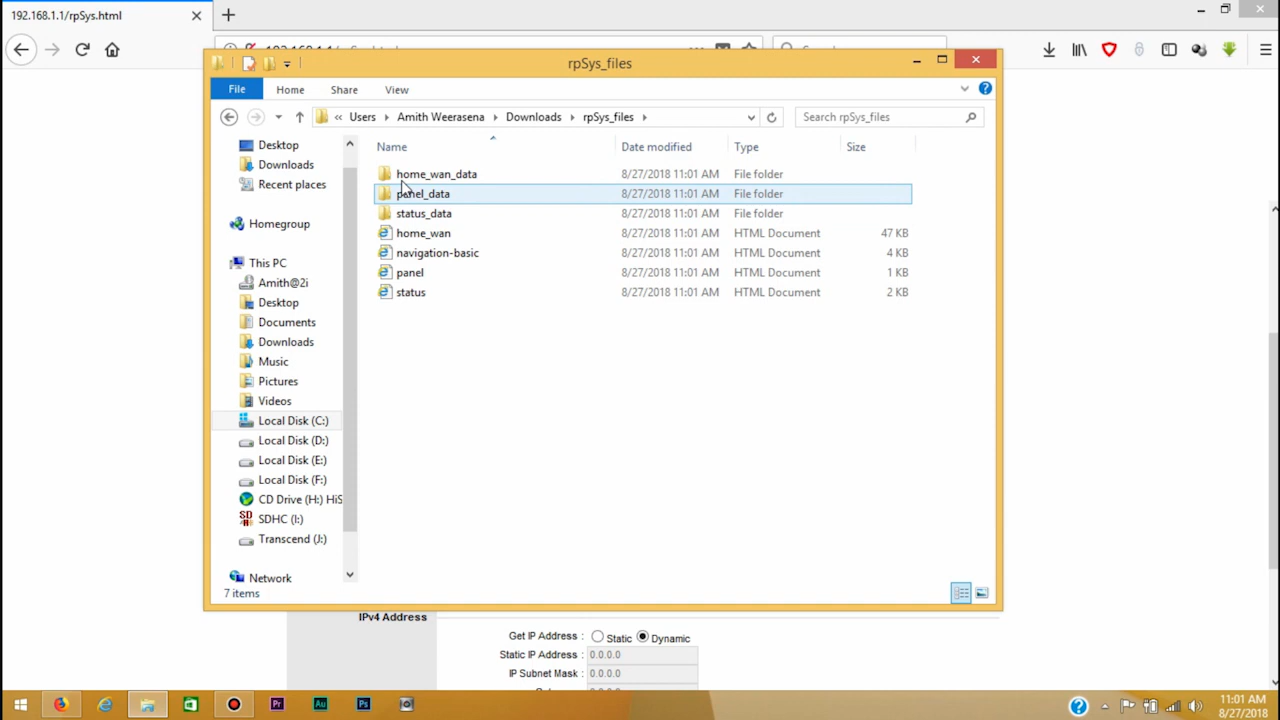 192.168.1.1/rpSys.html
rpSys_files
File Home Share View
Users Amith Weerasena Downloads rpSys_files
Search rpSys_files
Name Date modified Type Size
home_wan_data 8/27/2018 11:01 AM File folder
panel_data 8/27/2018 11:01 AM File folder
status_data 8/27/2018 11:01 AM File folder
home_wan 8/27/2018 11:01 AM HTML Document 47 KB
navigation-basic 8/27/2018 11:01 AM HTML Document 4 KB
panel 8/27/2018 11:01 AM HTML Document 1 KB
status 8/27/2018 11:01 AM HTML Document 2 KB
Desktop
Downloads
Recent places
Homegroup
This PC
Amith@2i
Desktop
Documents
Downloads
Music
Pictures
Videos
Local Disk (C:)
Local Disk (D:)
Local Disk (E:)
Local Disk (F:)
CD Drive (H:) HiS
SDHC (I:)
Transcend (J:)
Network
7 items
IPv4 Address
Get IP Address : Static Dynamic
Static IP Address : 0.0.0.0
IP Subnet Mask : 0.0.0.0
Pr Au Ps
11:01 AM
8/27/2018